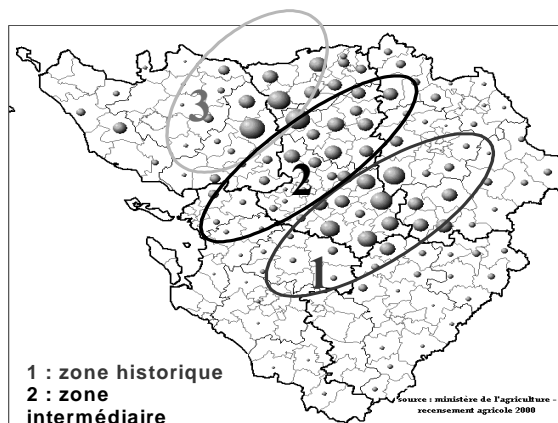 3
2
1
1 : zone historique
2 : zone
intermédiaire
source : ministère de l'agriculture -
recensement agricole 2000